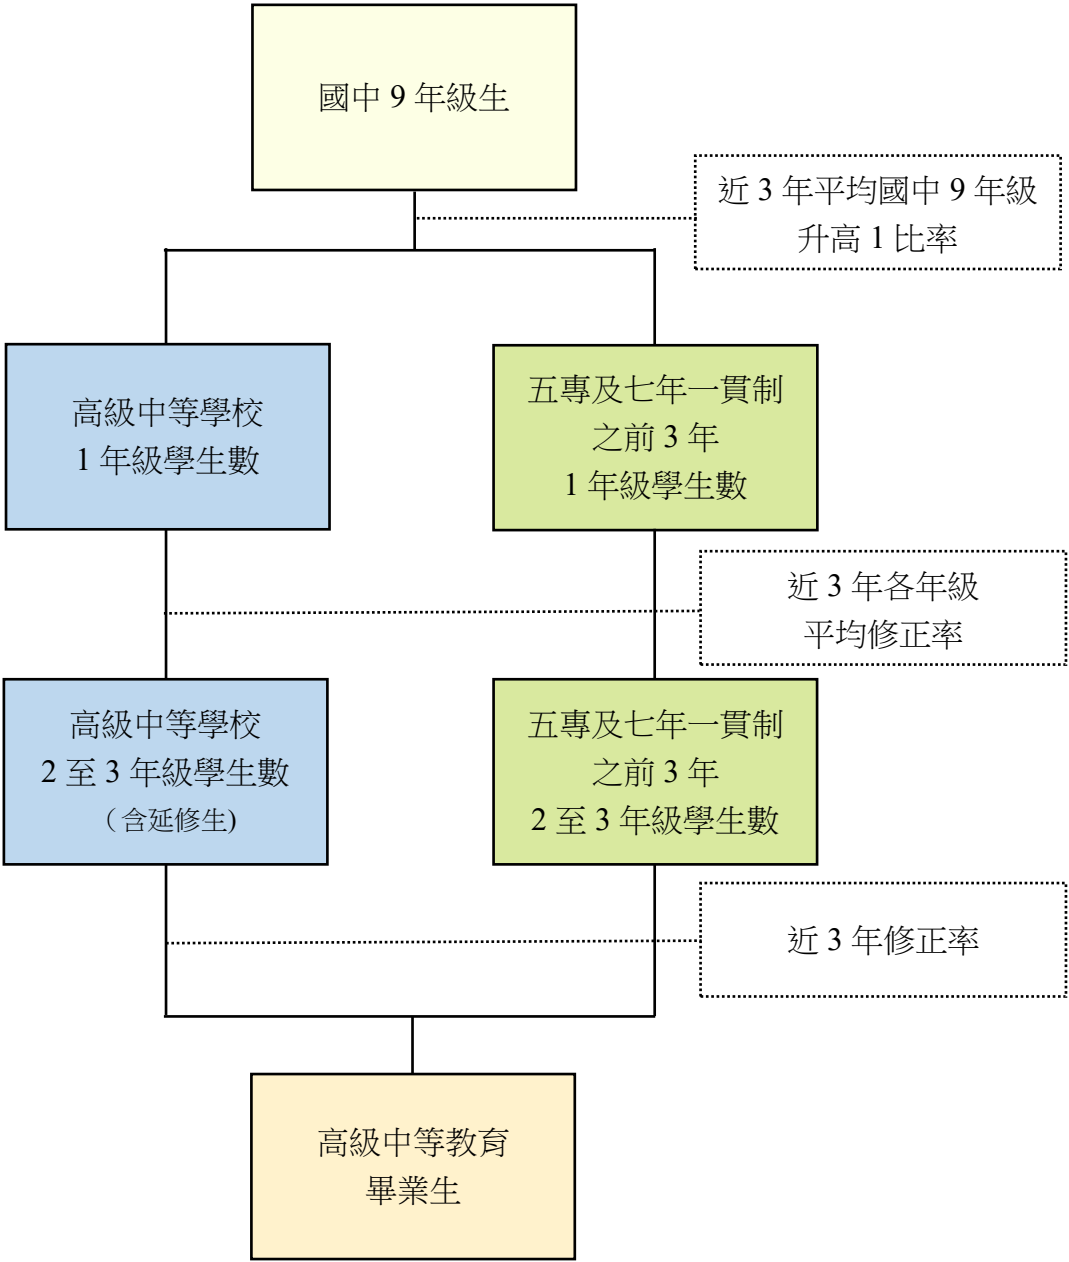 國中 9 年級生
近 3 年平均國中 9 年級
升高 1 比率
高級中等學校
1 年級學生數
五專及七年一貫制
之前 3 年
1 年級學生數
近 3 年各年級
平均修正率
高級中等學校
2 至 3 年級學生數
（含延修生)
五專及七年一貫制
之前 3 年
2 至 3 年級學生數
近 3 年修正率
高級中等教育
畢業生